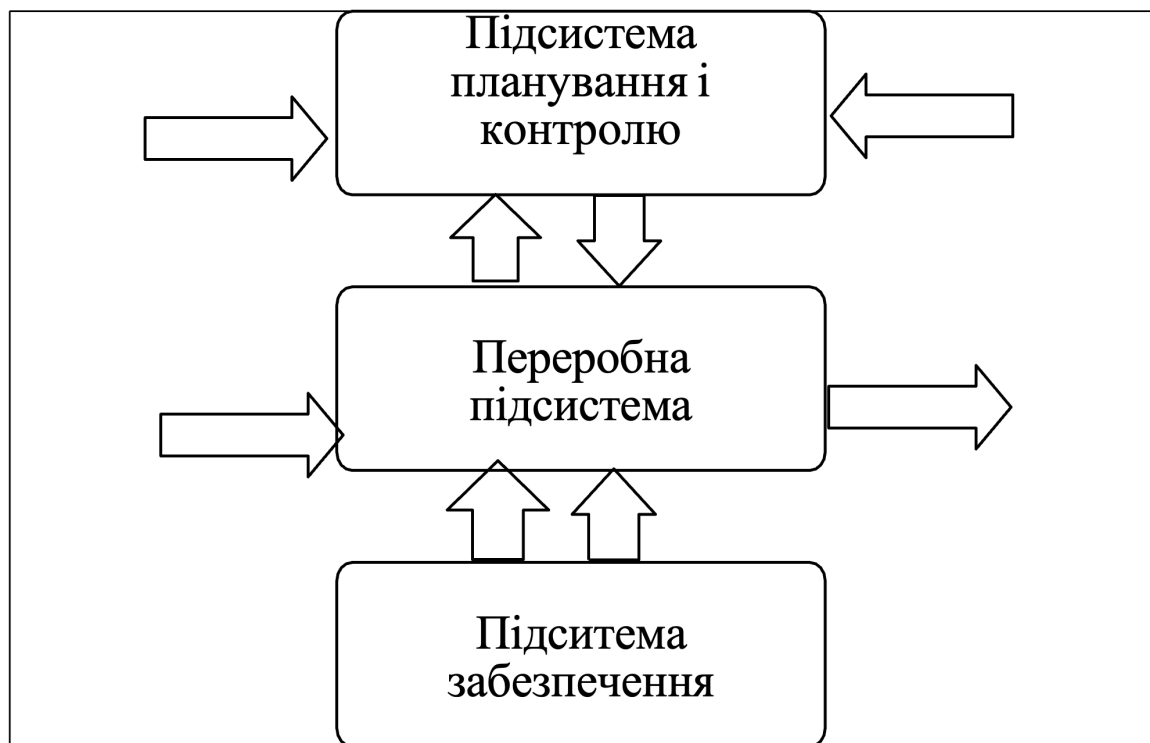 Підсистема
планування і
контролю
Переробна
підсистема
Підситема
забезпечення